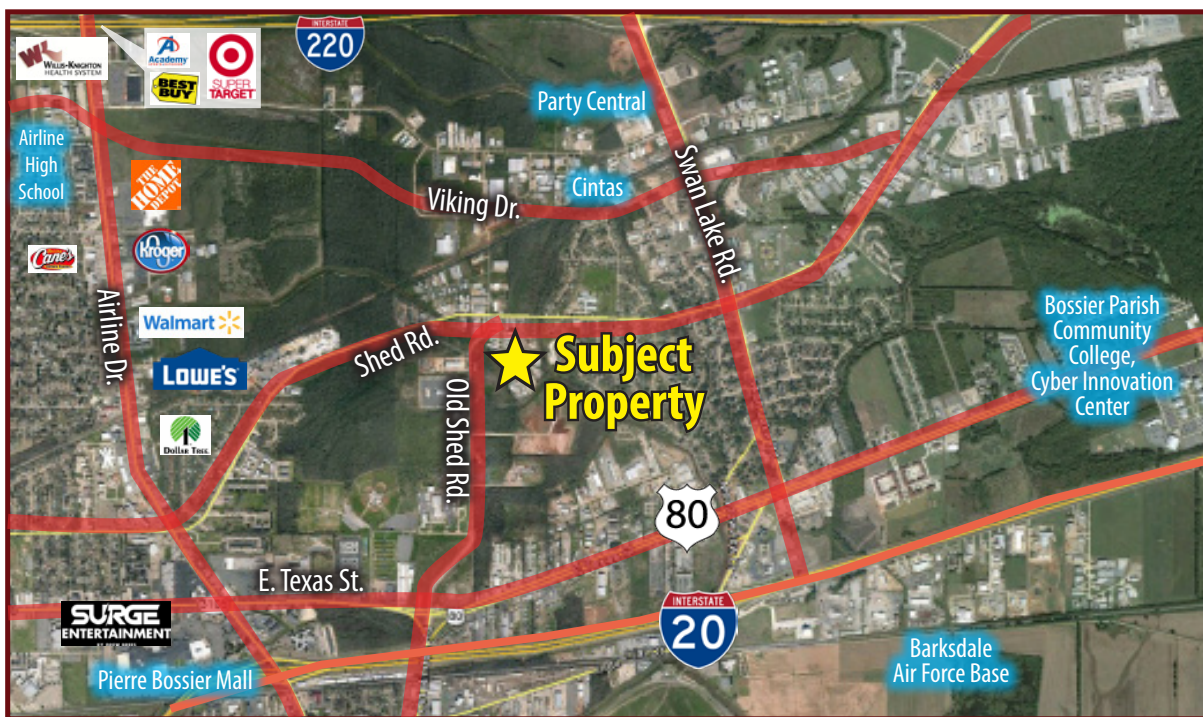 INTERSTATE
220
WILLIS-KNIGHTON
HEALTH SYSTEM
Academy
BEST
BUY
SUPER
TARGET
Party Central
Airline
High
School
THE
HOME
DEPOT
Cintas
Viking Dr.
Swan Lake Rd.
Cane's
Kroger
Airline Dr.
Walmart
LOWE'S
Shed Rd.
Subject
Property
Bossier Parish
Community
College,
Cyber Innovation
Center
DOLLAR TREE
Old Shed Rd.
80
E. Texas St.
80
SURGE
ENTERTAINMENT
INTERSTATE
20
Pierre Bossier Mall
Barksdale
Air Force Base